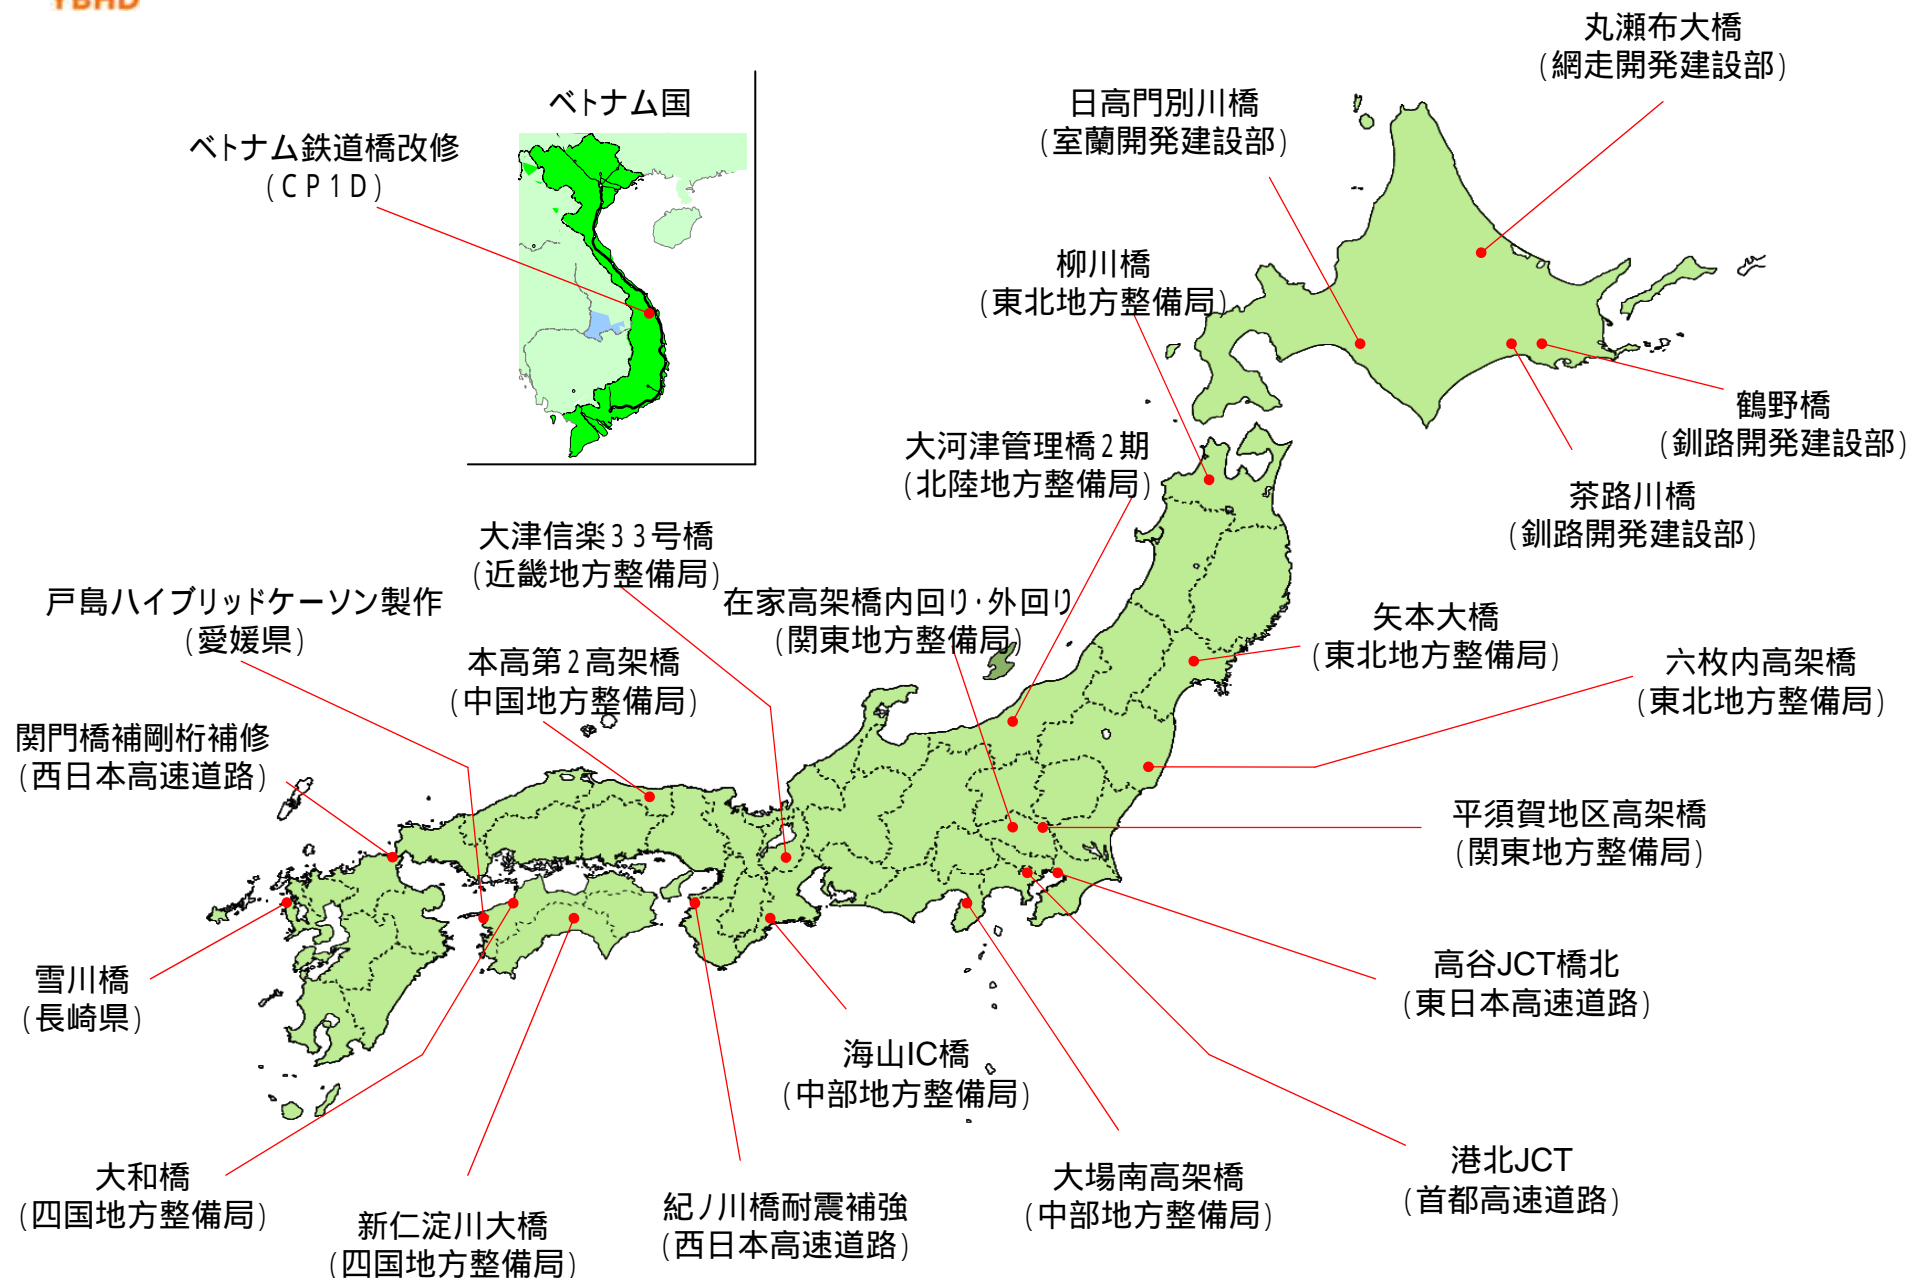 YBHD
丸瀬布大橋
(網走開発建設部)
日高門別川橋
(室蘭開発建設部)
ベトナム国
ベトナム鉄道橋改修
(CP1D)
柳川橋
(東北地方整備局)
鶴野橋
(釧路開発建設部)
大河津管理橋2期
(北陸地方整備局)
茶路川橋
(釧路開発建設部)
大津信楽33号橋
(近畿地方整備局)
戸島ハイブリッドケーソン製作
(愛媛県)
在家高架橋内回り・外回り
(関東地方整備局)
矢本大橋
(東北地方整備局)
本高第2高架橋
(中国地方整備局)
六枚内高架橋
(東北地方整備局)
関門橋補剛桁補修
(西日本高速道路)
平須賀地区高架橋
(関東地方整備局)
雪川橋
(長崎県)
高谷JCT橋北
(東日本高速道路)
海山IC橋
(中部地方整備局)
大和橋
(四国地方整備局)
新仁淀川大橋
(四国地方整備局)
紀ノ川橋耐震補強
(西日本高速道路)
大場南高架橋
(中部地方整備局)
港北JCT
(首都高速道路)